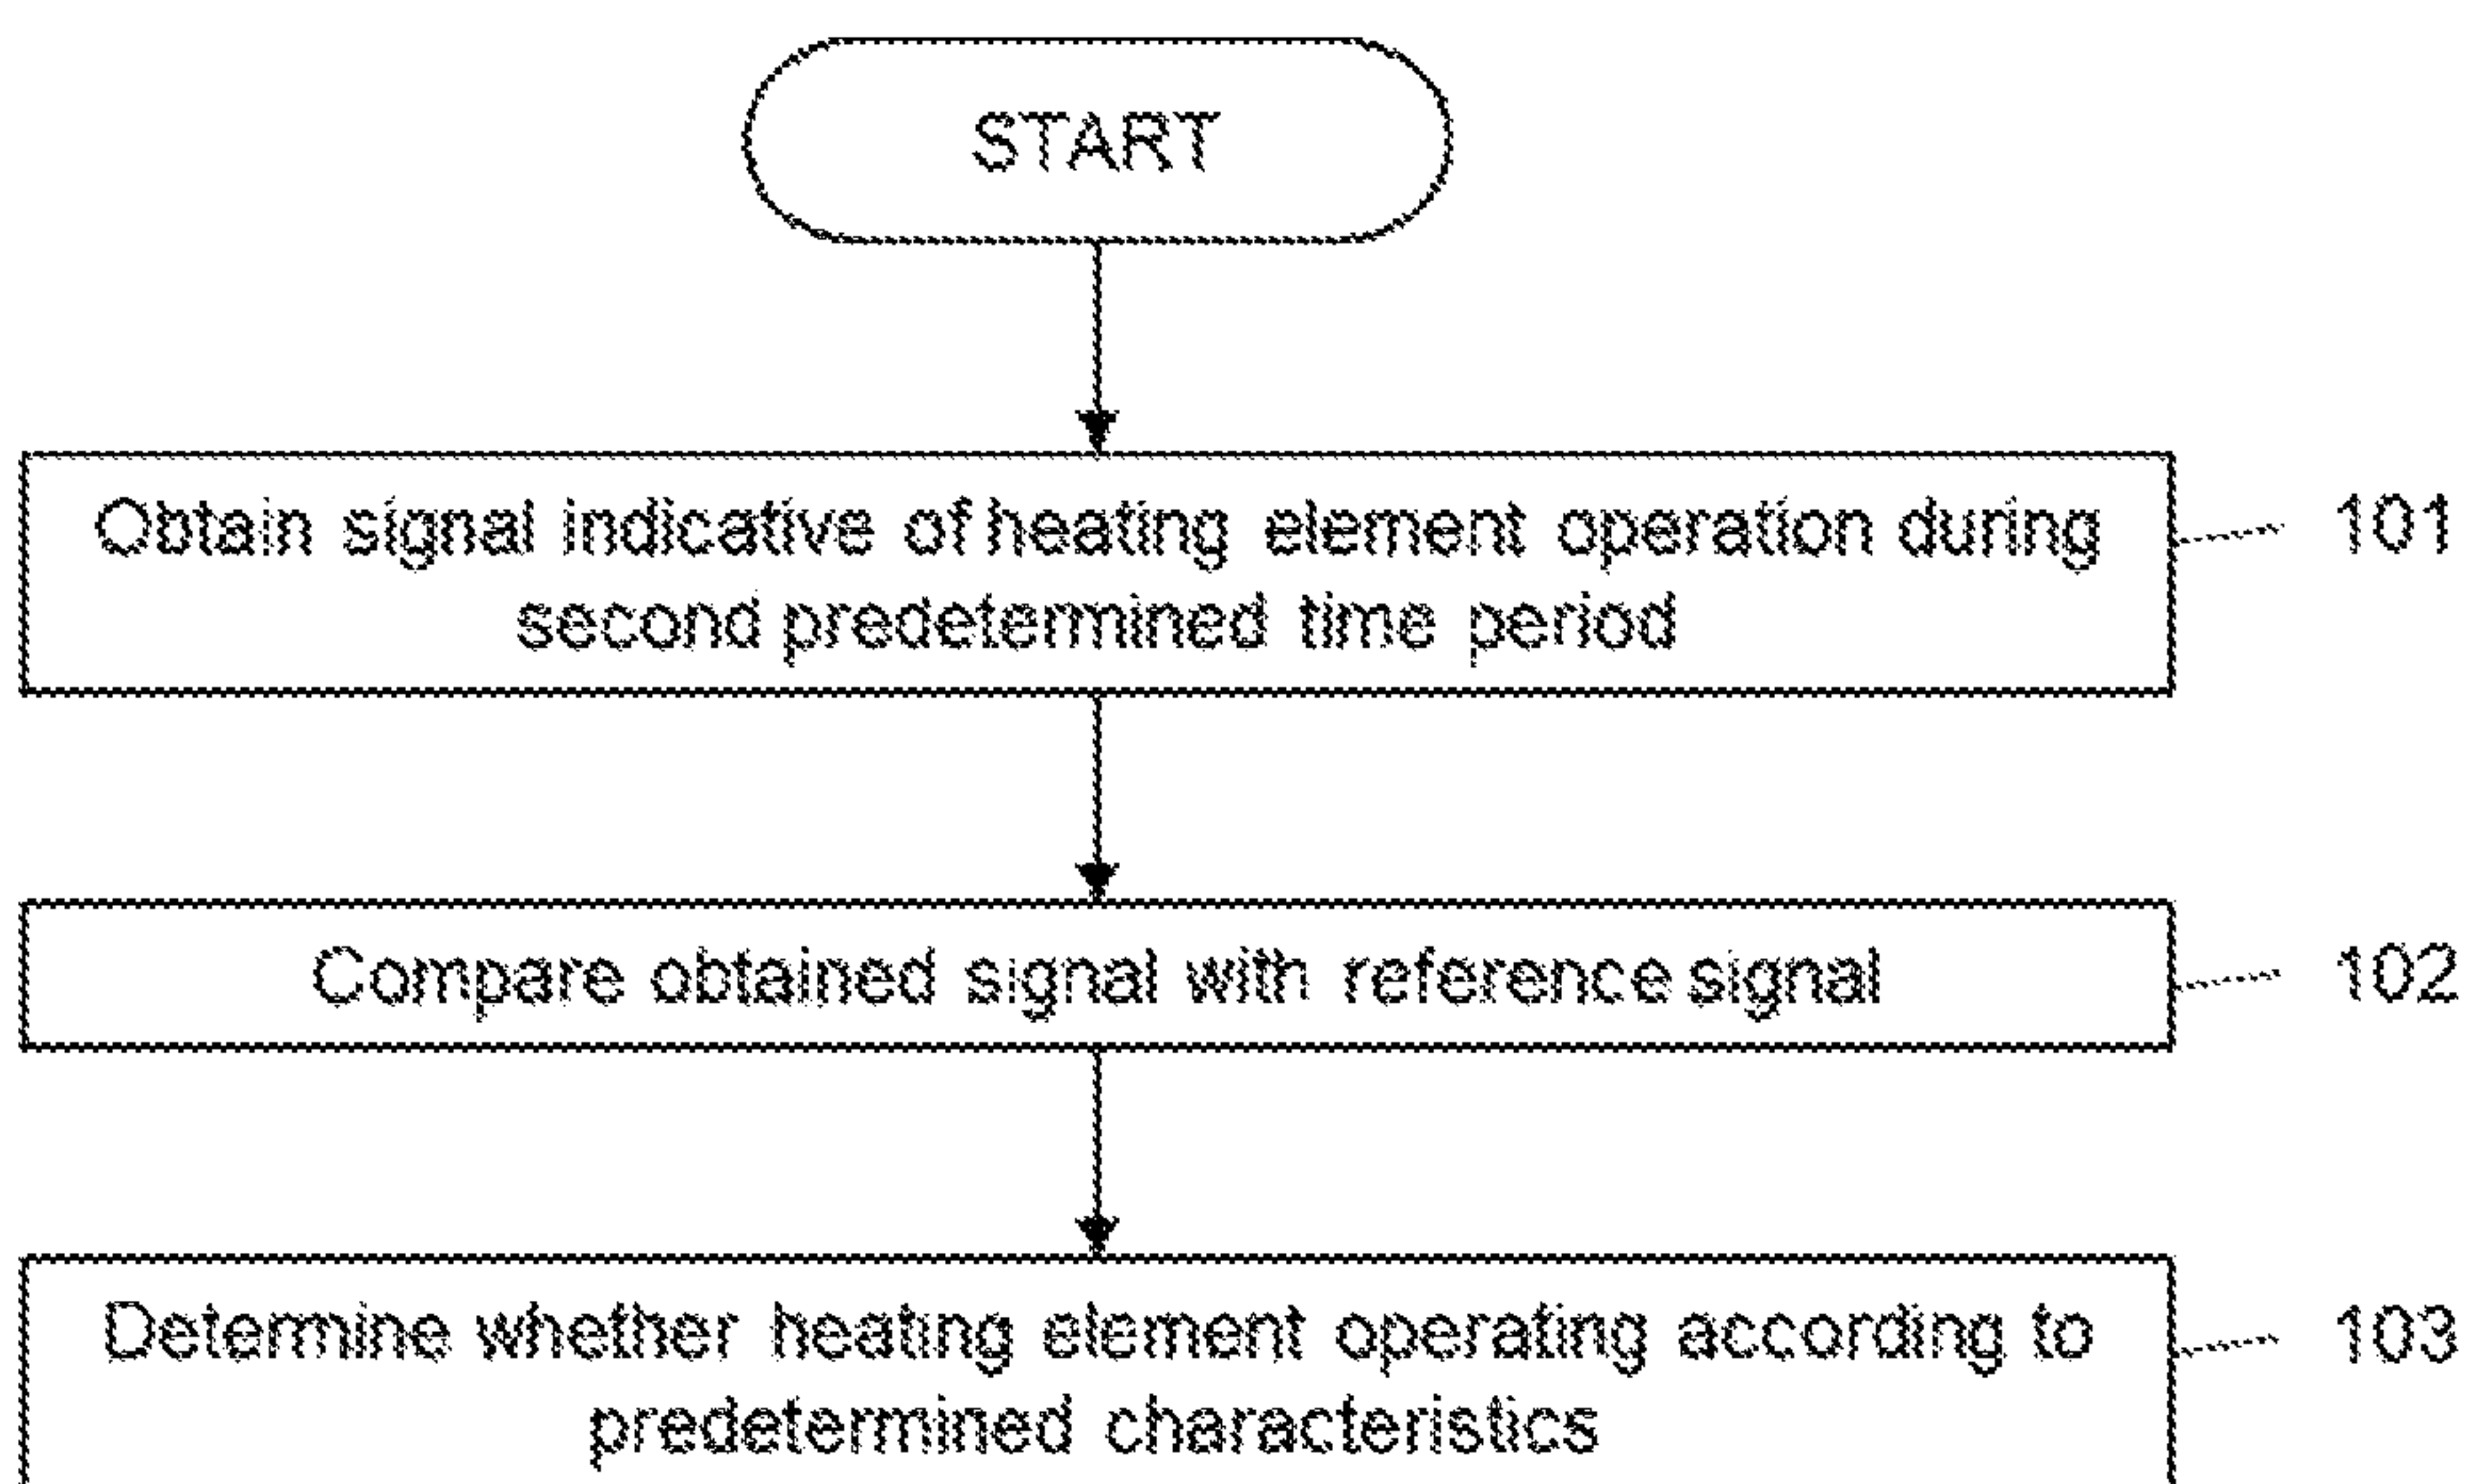 START
Obtain signal indicative of heating element operation during
second predetermined time period
101
Compare obtained signal with reference signal
102
Determine whether heating element operating according to
predetermined characteristics
103